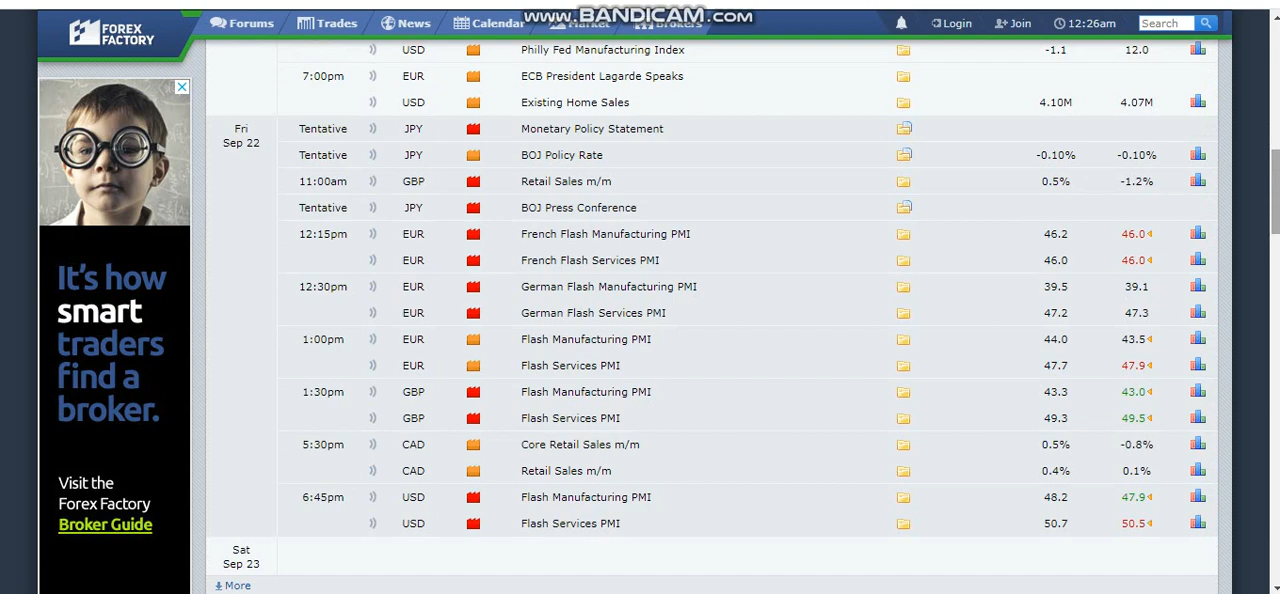 www.BANDICAM.com
FOREX FACTORY
Forums
Trades
News
Calendar
Market
Brokers
Login
Join
12:26am
Search
USD Philly Fed Manufacturing Index -1.1 12.0
7:00pm EUR ECB President Lagarde Speaks
USD Existing Home Sales 4.10M 4.07M
Fri Sep 22 Tentative JPY Monetary Policy Statement
Tentative JPY BOJ Policy Rate -0.10% -0.10%
11:00am GBP Retail Sales m/m 0.5% -1.2%
Tentative JPY BOJ Press Conference
12:15pm EUR French Flash Manufacturing PMI 46.2 46.0
EUR French Flash Services PMI 46.0 46.0
12:30pm EUR German Flash Manufacturing PMI 39.5 39.1
EUR German Flash Services PMI 47.2 47.3
1:00pm EUR Flash Manufacturing PMI 44.0 43.5
EUR Flash Services PMI 47.7 47.9
1:30pm GBP Flash Manufacturing PMI 43.3 43.0
GBP Flash Services PMI 49.3 49.5
5:30pm CAD Core Retail Sales m/m 0.5% -0.8%
CAD Retail Sales m/m 0.4% 0.1%
6:45pm USD Flash Manufacturing PMI 48.2 47.9
USD Flash Services PMI 50.7 50.5
Sat
Sep 23
More
It's how
smart
traders
find a
broker.
Visit the
Forex Factory
Broker Guide